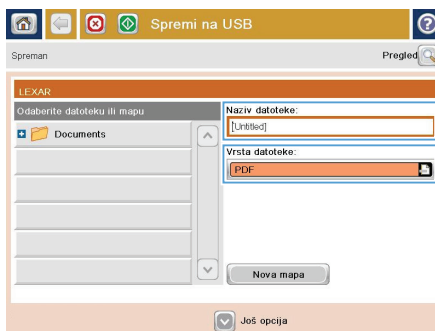 Spremi na USB
Spreman
Pregled
LEXAR
Odaberite datoteku ili mapu
Documents
Naziv datoteke:
[Untitled]
Vrsta datoteke:
PDF
Nova mapa
Još opcija